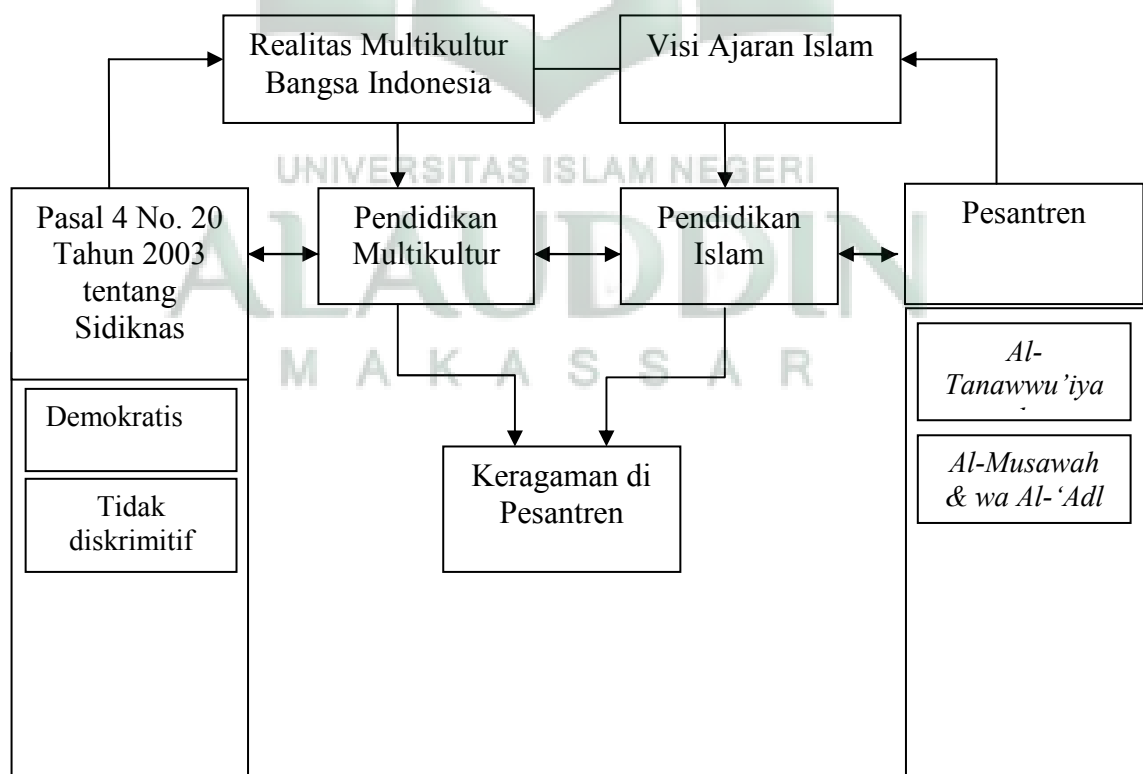 Realitas Multikultur
Bangsa Indonesia
Visi Ajaran Islam
UNIVERSITAS ISLAM NEGERI
ALAUDDIN
M A K A S S A R
Pasal 4 No. 20
Tahun 2003
tentang
Sidiknas
Pendidikan
Multikultur
Pendidikan
Islam
Pesantren
Demokratis
Tidak
diskrimitif
Keragaman di
Pesantren
Al-
Tanawwu’iya
Al-Musawah
& wa Al-‘Adl